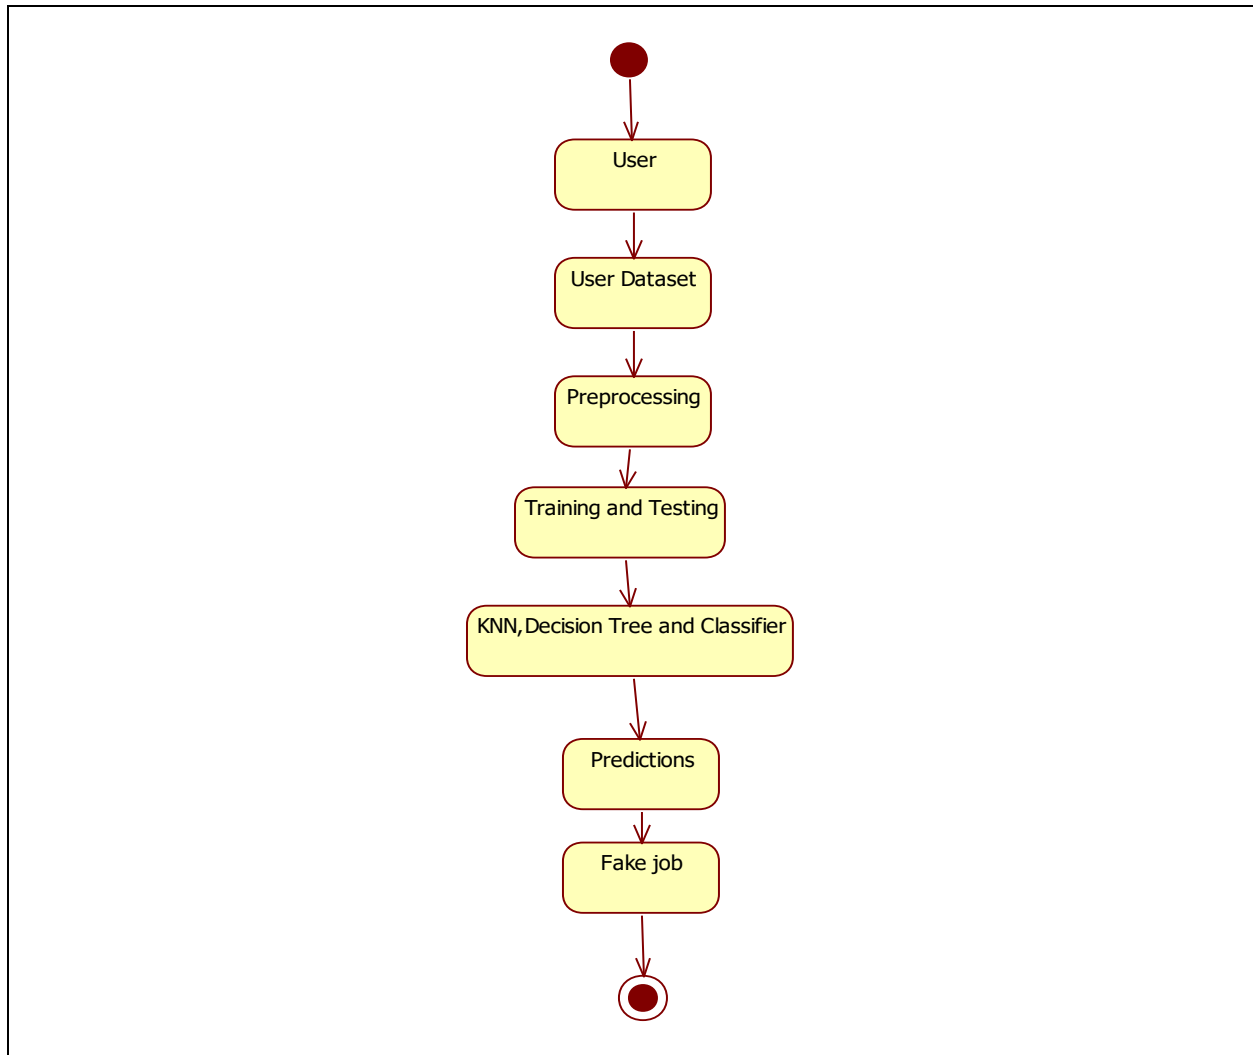 User
User Dataset
Preprocessing
Training and Testing
KNN,Decision Tree and Classifier
Predictions
Fake job